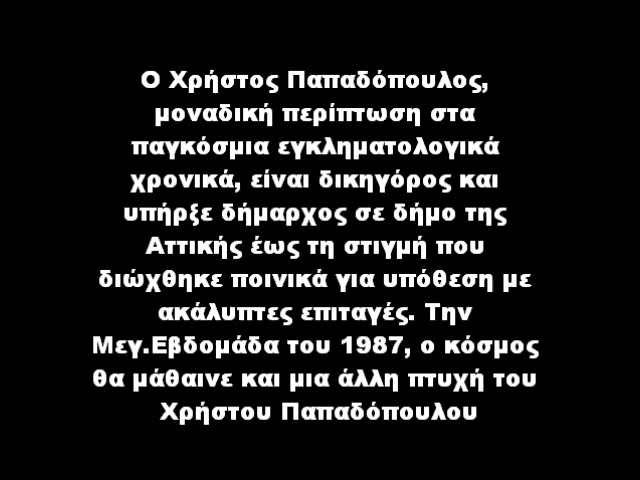 Ο Χρήστος Παπαδόπουλος,
μοναδική περίπτωση στα
παγκόσμια εγκληματολογικά
χρονικά, είναι δικηγόρος και
υπήρξε δήμαρχος σε δήμο της
Αττικής έως τη στιγμή που
διώχθηκε ποινικά για υπόθεση με
ακάλυπτες επιταγές. Την
Μεγ.Εβδομάδα του 1987, ο κόσμος
θα μάθαινε και μια άλλη πτυχή του
Χρήστου Παπαδόπουλου